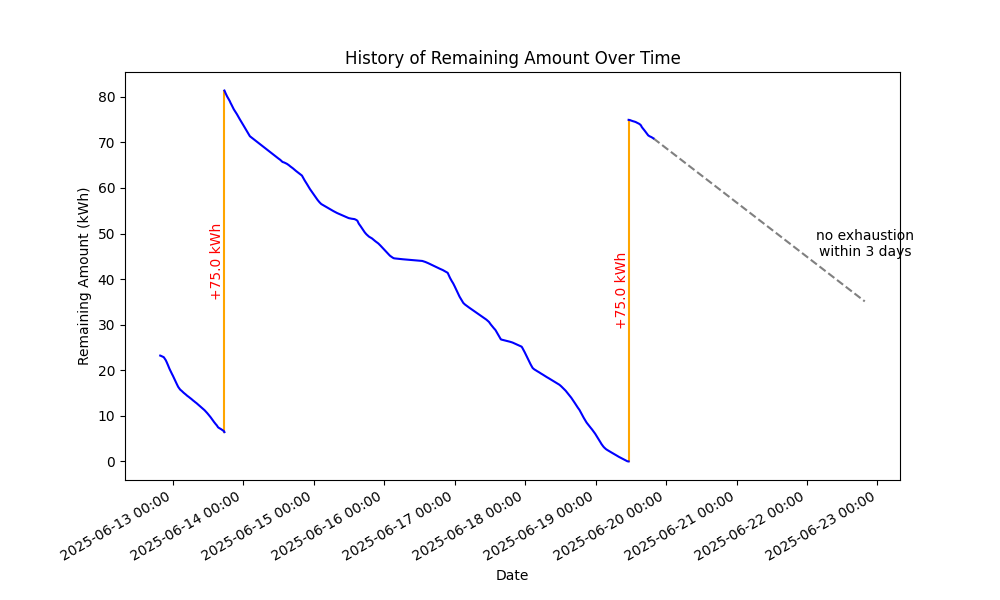 History of Remaining Amount Over Time
Remaining Amount (kWh)
80
70
60
50
40
30
20
10
0
+75.0 kWh
+75.0 kWh
no exhaustion
within 3 days
2025-06-13 00:00
2025-06-14 00:00
2025-06-15 00:00
2025-06-16 00:00
2025-06-17 00:00
2025-06-18 00:00
2025-06-19 00:00
2025-06-20 00:00
2025-06-21 00:00
2025-06-22 00:00
2025-06-23 00:00
Date